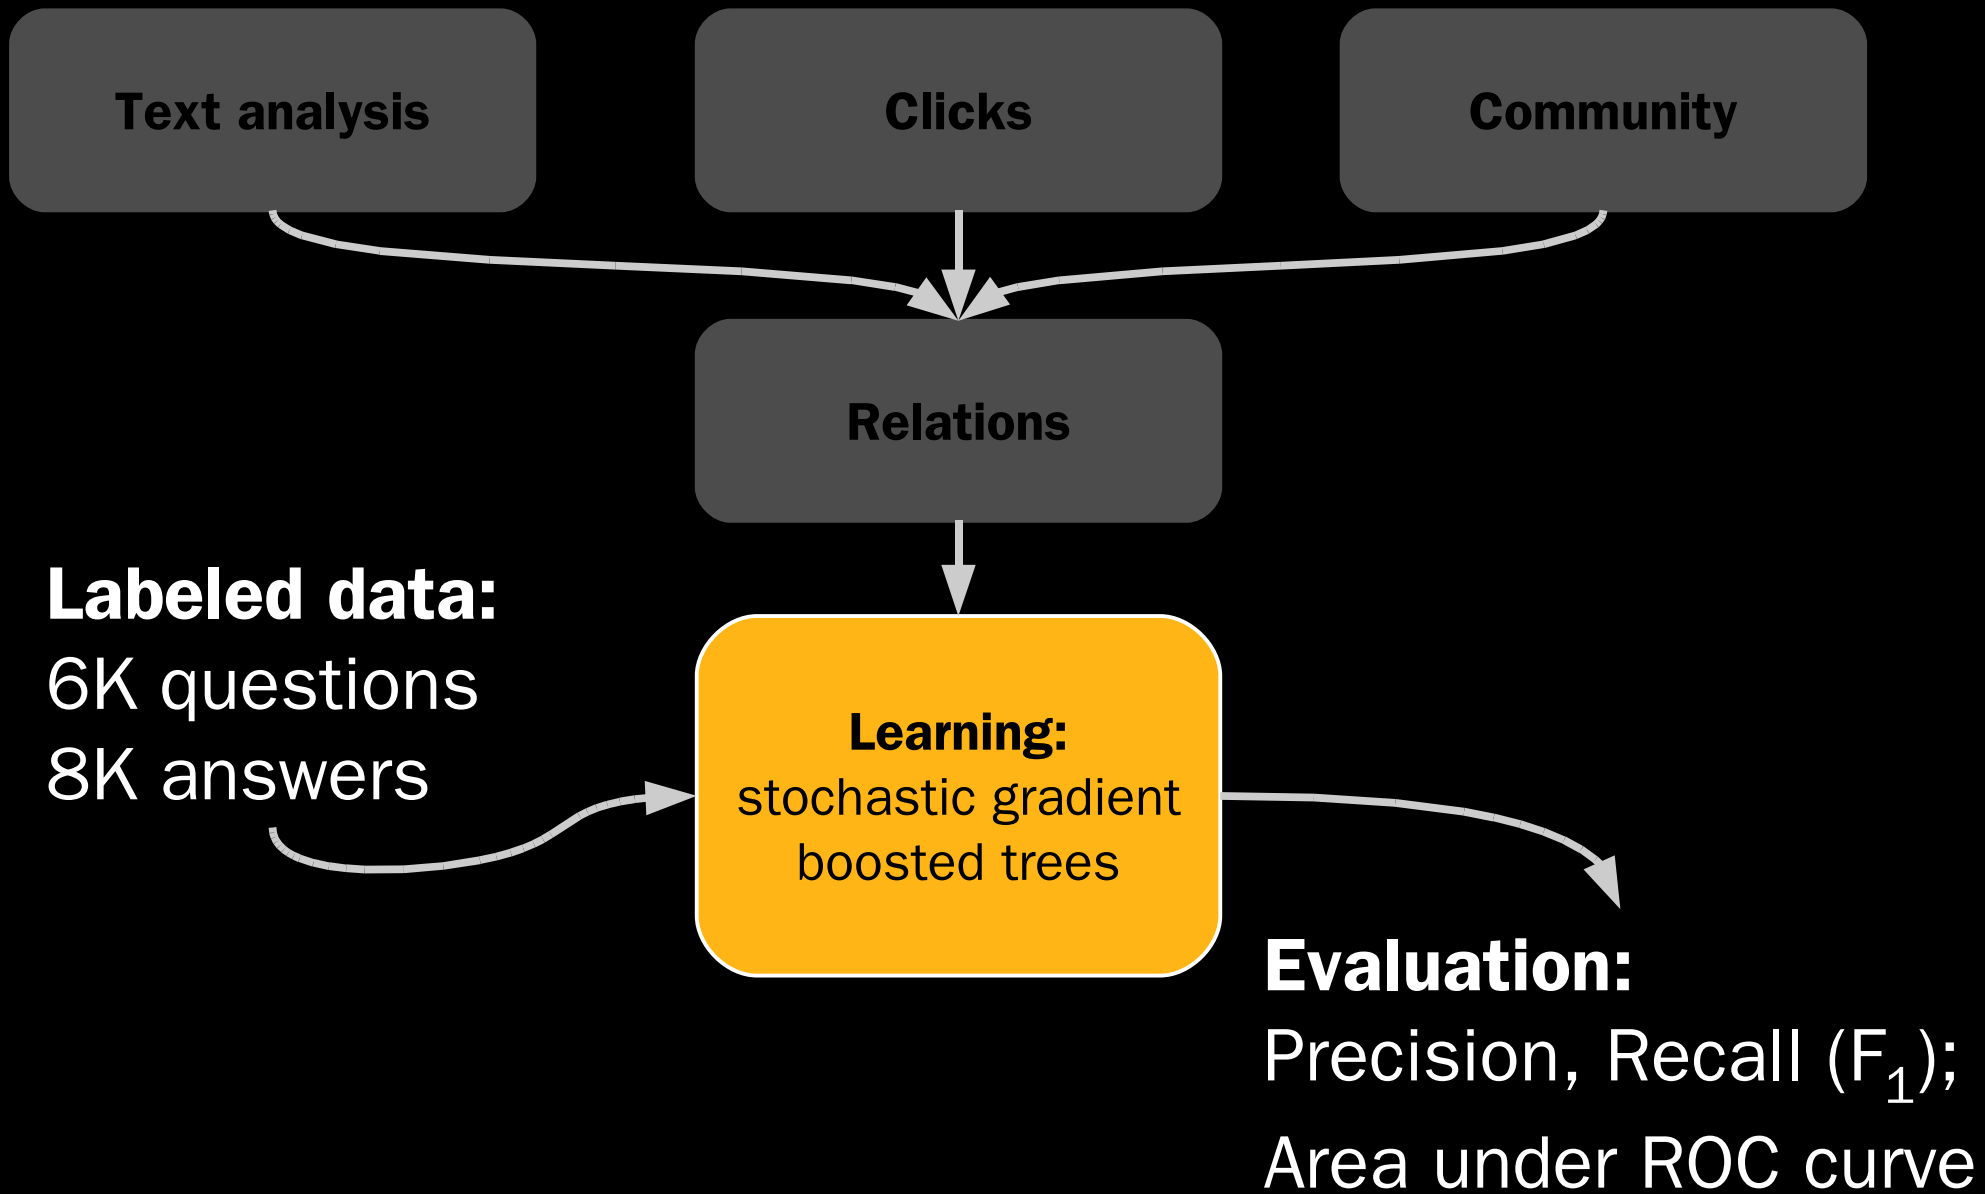 Text analysis
Clicks
Community
Relations
Labeled data:
6K questions
8K answers
Learning:
stochastic gradient
boosted trees
Evaluation:
Precision, Recall (F₁);
Area under ROC curve